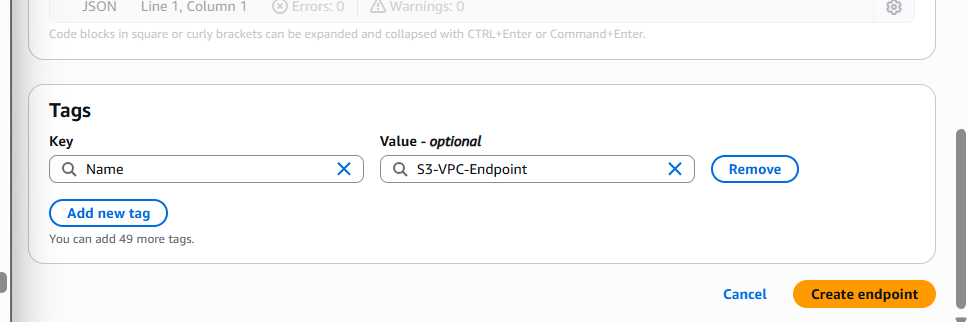 JSON Line 1, Column 1 Errors: 0 Warnings: 0
Code blocks in square or curly brackets can be expanded and collapsed with CTRL+Enter or Command+Enter.
Tags
Key Value - optional
Name S3-VPC-Endpoint Remove
Add new tag
You can add 49 more tags.
Cancel Create endpoint